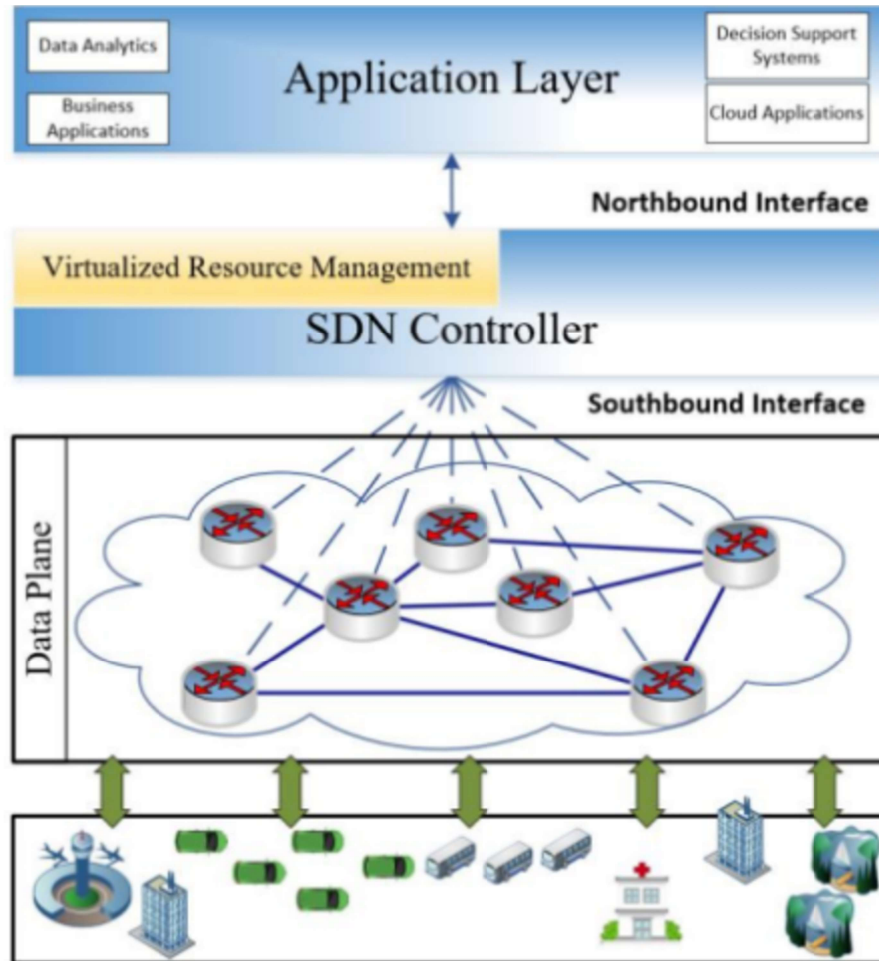 Data Analytics
Business
Applications
Application Layer
Decision Support
Systems
Cloud Applications
Northbound Interface
Virtualized Resource Management
SDN Controller
Southbound Interface
Data Plane